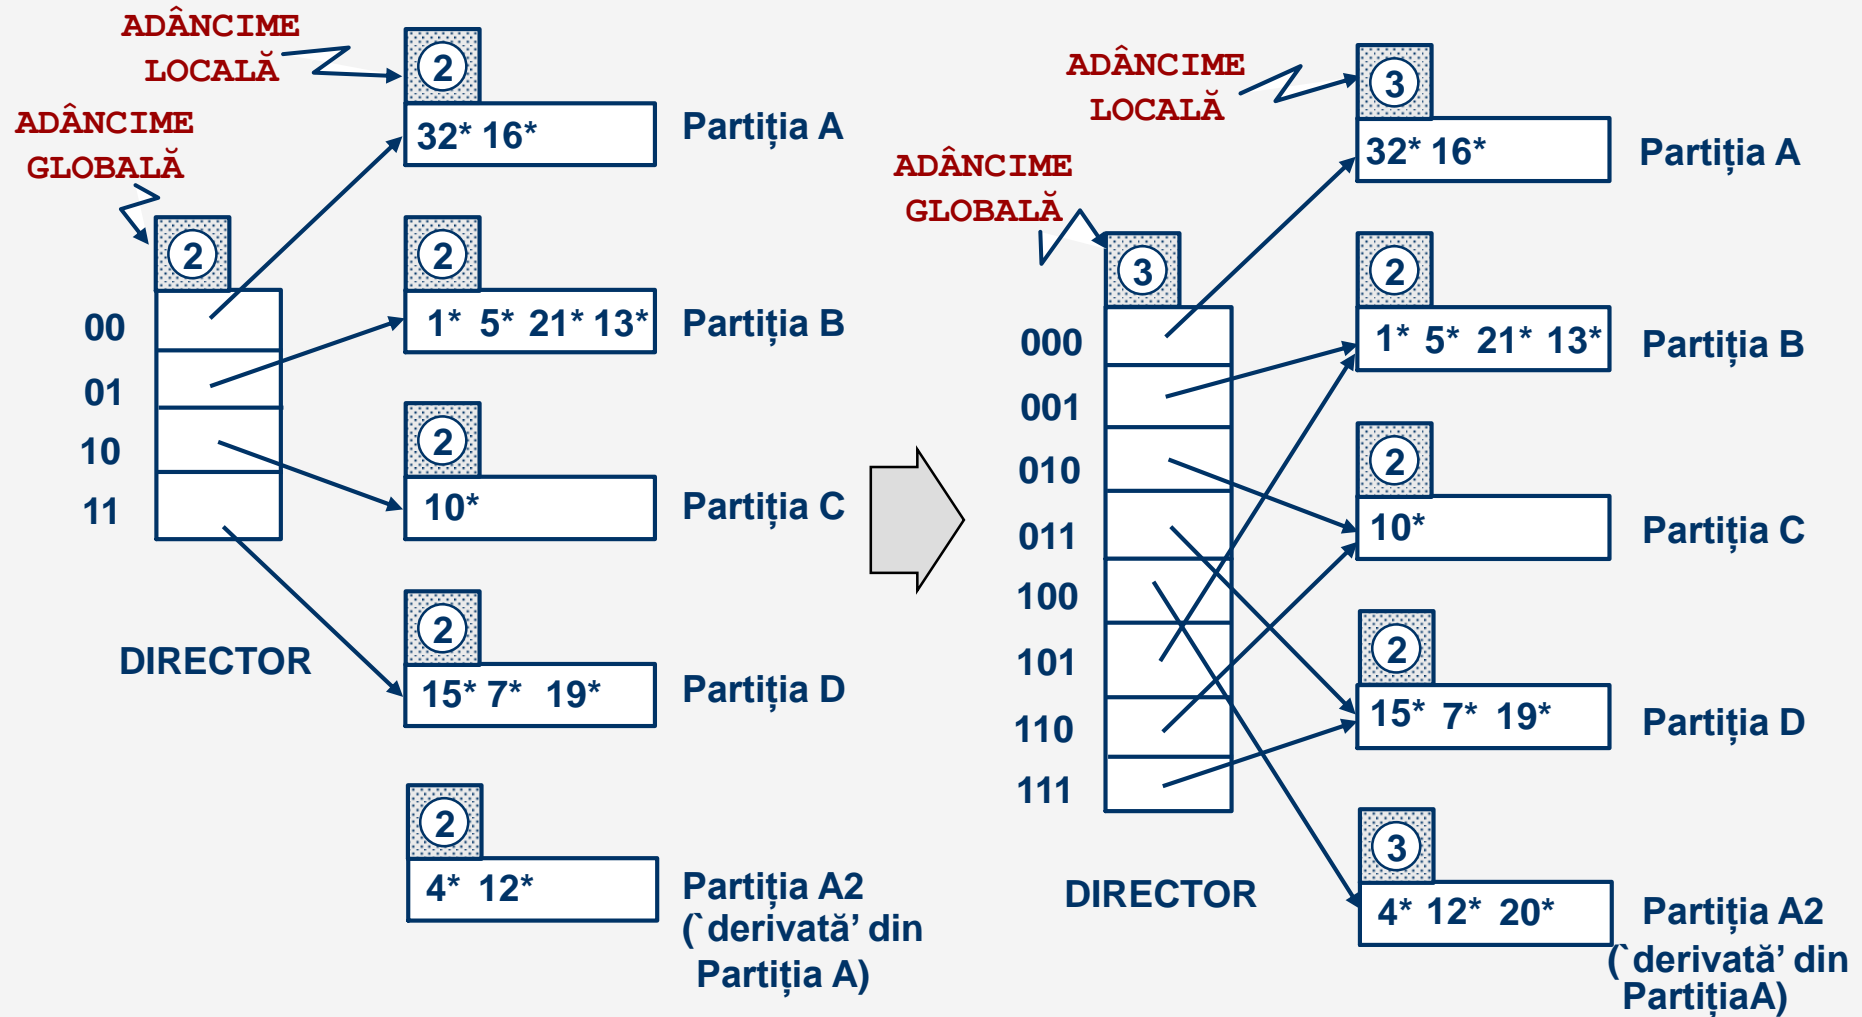 ADÂNCIME
LOCALĂ
2
32* 16*
Partiția A
ADÂNCIME
GLOBALĂ
2
2
1* 5* 21* 13*
Partiția B
00
01
10
11
2
10*
Partiția C
DIRECTOR
2
15* 7* 19*
Partiția D
2
4* 12*
Partiția A2
(`derivată’ din
Partiția A)
ADÂNCIME
LOCALĂ
3
32* 16*
Partiția A
ADÂNCIME
GLOBALĂ
3
2
1* 5* 21* 13*
Partiția B
000
001
010
011
100
101
110
111
2
10*
Partiția C
2
15* 7* 19*
Partiția D
DIRECTOR
3
4* 12* 20*
Partiția A2
(`derivată’ din
PartițiaA)